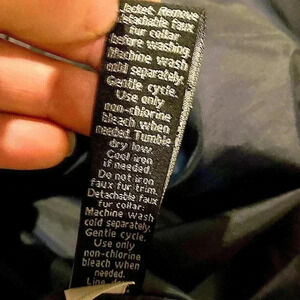 Jacket: Remove
detachable faux
fur collar
before washing.
Machine wash
cold separately.
Gentle cycle.
Use only
non-chlorine
bleach when
needed. Tumble
dry low.
Cool iron
if needed.
Do not iron
faux fur trim.
Detachable faux
fur collar:
Machine wash
cold separately.
Gentle cycle.
Use only
non-chlorine
bleach when
needed.
Line